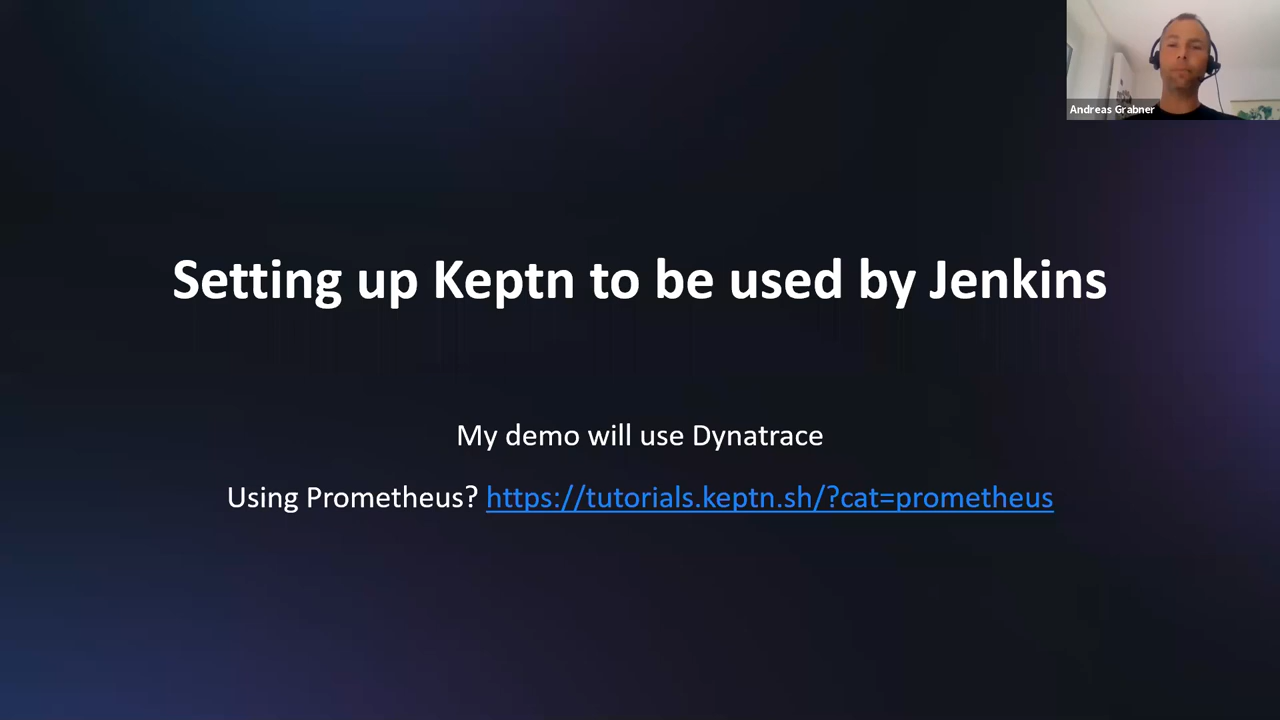 Andreas Grabner
Setting up Keptn to be used by Jenkins
My demo will use Dynatrace
Using Prometheus? https://tutorials.keptn.sh/?cat=prometheus